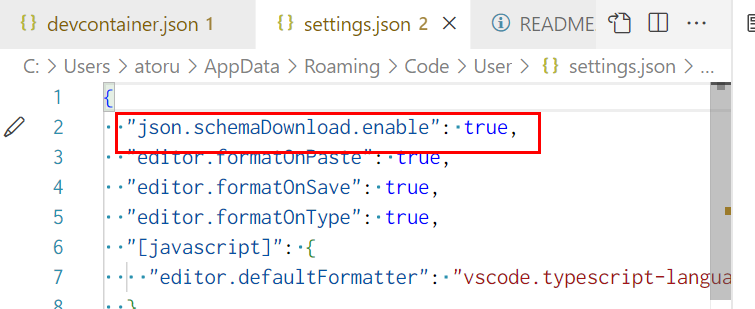 devcontainer.json 1
settings.json 2
README
C: > Users > atoru > AppData > Roaming > Code > User > settings.json > ...
1 {
2 "json.schemaDownload.enable": true,
3 "editor.formatOnPaste": true,
4 "editor.formatOnSave": true,
5 "editor.formatOnType": true,
6 "[javascript]": {
7 "editor.defaultFormatter": "vscode.typescript-langua
8 }